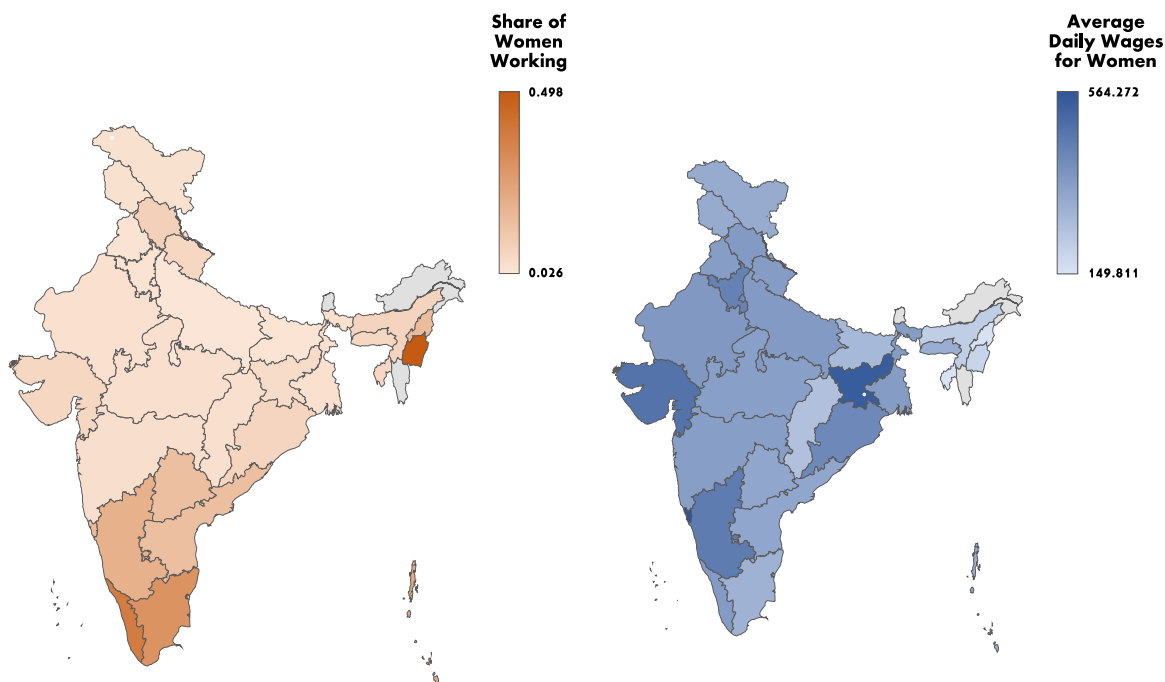 Share of
Women
Working
0.498
0.026
Average
Daily Wages
for Women
564.272
149.811